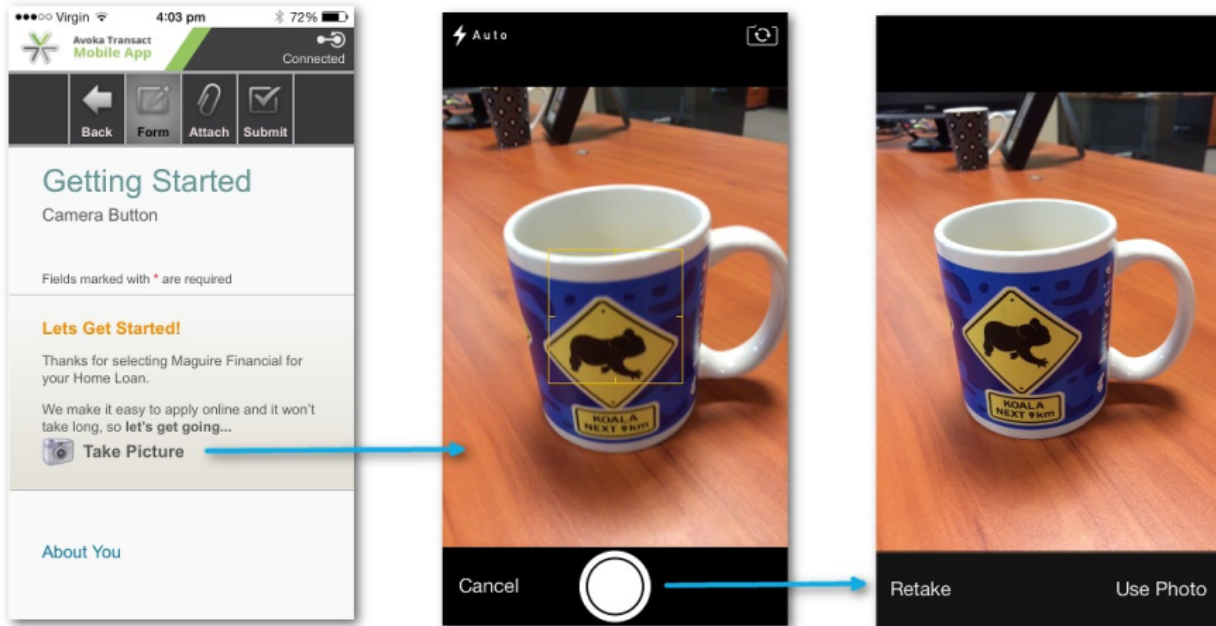 Virgin 4:03 pm 72%
Avoka Transact
Mobile App
Connected
Back Form Attach Submit
Getting Started
Camera Button
Fields marked with * are required
Lets Get Started!
Thanks for selecting Maguire Financial for
your Home Loan.
We make it easy to apply online and it won't
take long, so let's get going...
Take Picture
About You
Auto
KOALA
NEXT 9km
Cancel
KOALA
NEXT 9km
Retake Use Photo